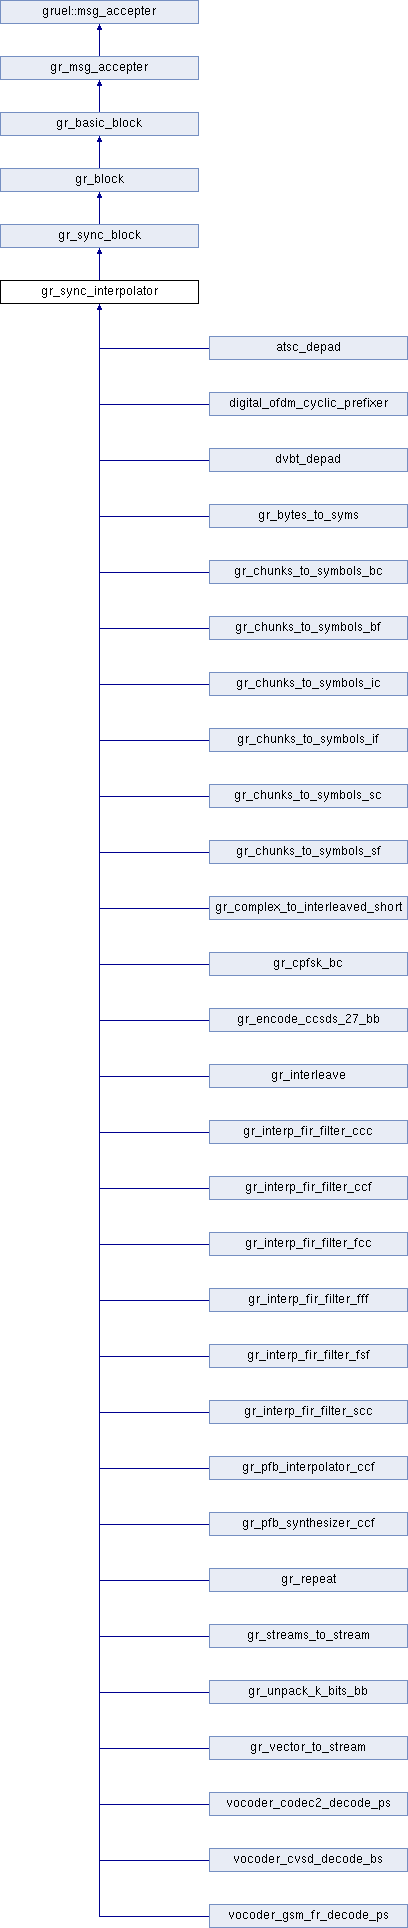 gruel::msg_accepter
gr_msg_accepter
gr_basic_block
gr_block
gr_sync_block
gr_sync_interpolator
atsc_depad
digital_ofdm_cyclic_prefixer
dvbt_depad
gr_bytes_to_syms
gr_chunks_to_symbols_bc
gr_chunks_to_symbols_bf
gr_chunks_to_symbols_ic
gr_chunks_to_symbols_if
gr_chunks_to_symbols_sc
gr_chunks_to_symbols_sf
gr_complex_to_interleaved_short
gr_cpfsk_bc
gr_encode_ccsds_27_bb
gr_interleave
gr_interp_fir_filter_ccc
gr_interp_fir_filter_ccf
gr_interp_fir_filter_fcc
gr_interp_fir_filter_fff
gr_interp_fir_filter_fsf
gr_interp_fir_filter_scc
gr_pfb_interpolator_ccf
gr_pfb_synthesizer_ccf
gr_repeat
gr_streams_to_stream
gr_unpack_k_bits_bb
gr_vector_to_stream
vocoder_codec2_decode_ps
vocoder_cvsd_decode_bs
vocoder_gsm_fr_decode_ps